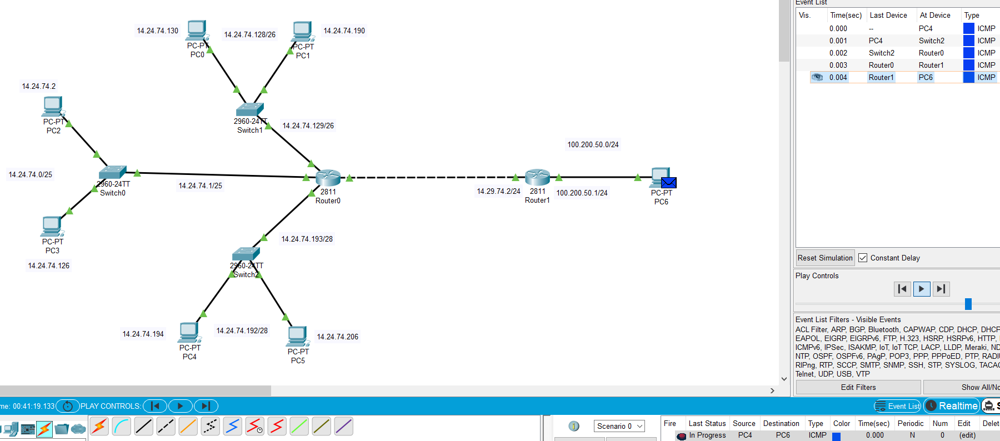 14.24.74.130
14.24.74.128/26
14.24.74.190
PC-PT
PC0
PC-PT
PC1
14.24.74.2
PC-PT
PC2
2960-24TT
Switch1
14.24.74.129/26
14.24.74.0/25
2960-24TT
Switch0
14.24.74.1/25
2811
Router0
100.200.50.0/24
14.29.74.2/24
2811
Router1
100.200.50.1/24
PC-PT
PC6
PC-PT
PC3
14.24.74.126
14.24.74.193/28
2960-24TT
Switch2
14.24.74.194
PC-PT
PC4
14.24.74.192/28
PC-PT
PC5
14.24.74.206
Event List
Vis. Time(sec) Last Device At Device Type
0.000 -- PC4 ICMP
0.001 PC4 Switch2 ICMP
0.002 Switch2 Router0 ICMP
0.003 Router0 Router1 ICMP
0.004 Router1 PC6 ICMP
Reset Simulation Constant Delay
Play Controls
Event List Filters - Visible Events
ACL Filter, ARP, BGP, Bluetooth, CAPWAP, CDP, DHCP, DHCP
EAPOL, EIGRP, EIGRPv6, FTP, H.323, HSRP, HSRPv6, HTTP,
ICMPv6, IPSec, ISAKMP, IoT, IoT TCP, LACP, LLDP, Meraki, ND
NTP, OSPF, OSPFv6, PAgP, POP3, PPP, PPPoED, PTP, RADI
RIPng, RTP, SCCP, SMTP, SNMP, SSH, STP, SYSLOG, TACAC
Telnet, UDP, USB, VTP
Edit Filters Show All/No
me: 00:41:19.133 PLAY CONTROLS: Event List Realtime S
Scenario 0
Fire Last Status Source Destination Type Color Time(sec) Periodic Num Edit Delet
In Progress PC4 PC6 ICMP 0.000 N 0 (edit)